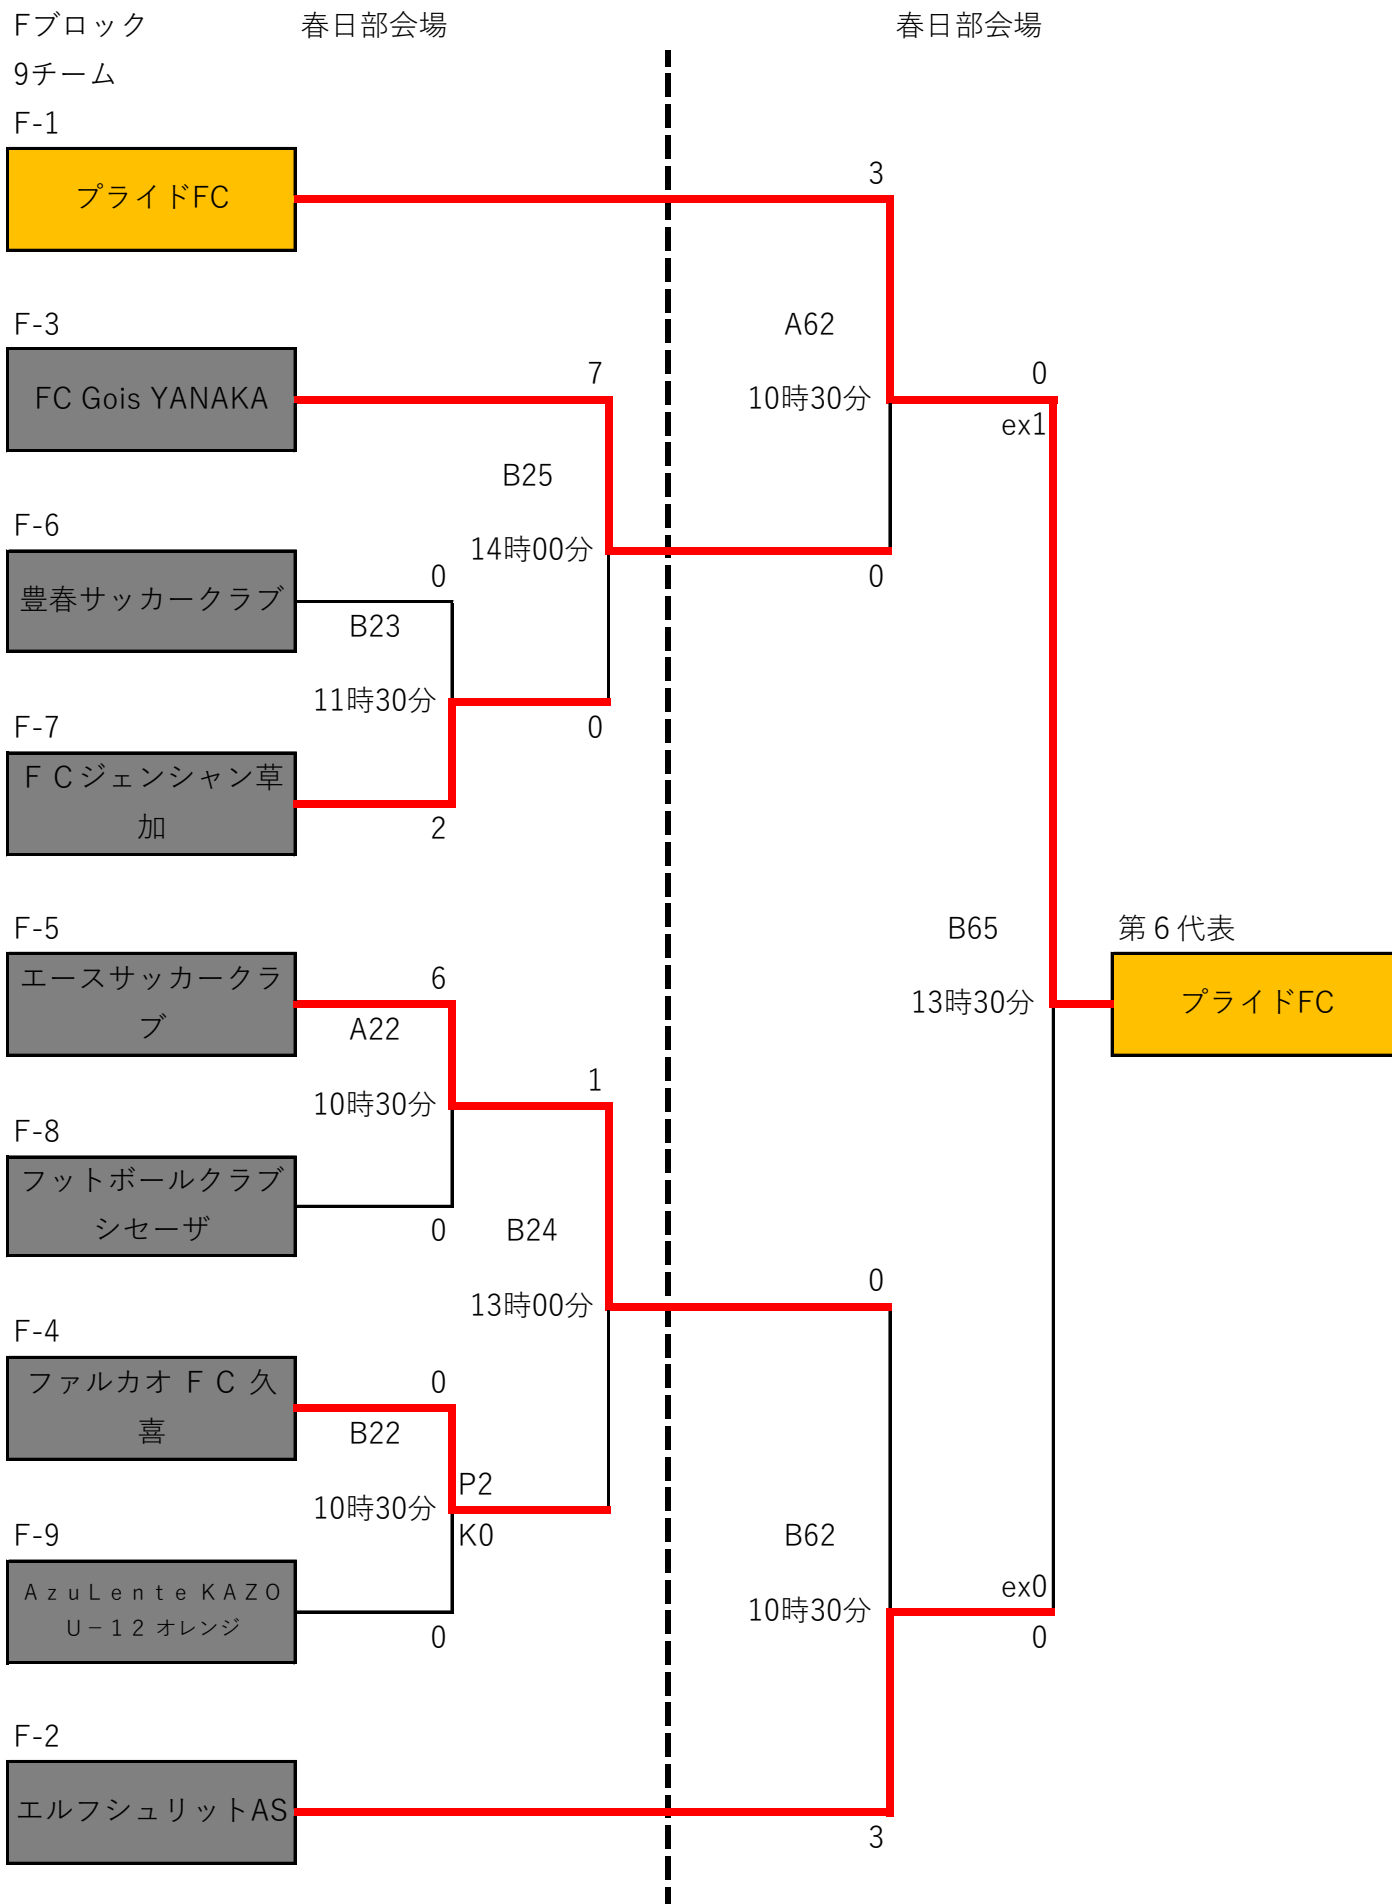 Fブロック 春日部会場 春日部会場
9チーム
F-1
プライドFC
3
F-3
FC Gois YANAKA
7
A62
10時30分
0
ex1
B25
14時00分
0
F-6
豊春サッカークラブ
0
B23
11時30分
0
F-7
ＦＣジェンシャン草
加
2
F-5
エースサッカークラ
ブ
6
A22
10時30分
1
B65
13時30分
第６代表
プライドFC
F-8
フットボールクラブ
シセーザ
0
B24
13時00分
0
F-4
ファルカオ ＦＣ 久
喜
0
B22
10時30分
P2
K0
F-9
ＡｚｕＬｅｎｔｅ ＫＡＺＯ
Ｕ－１２ オレンジ
0
B62
10時30分
ex0
0
F-2
エルフシュリットAS
3